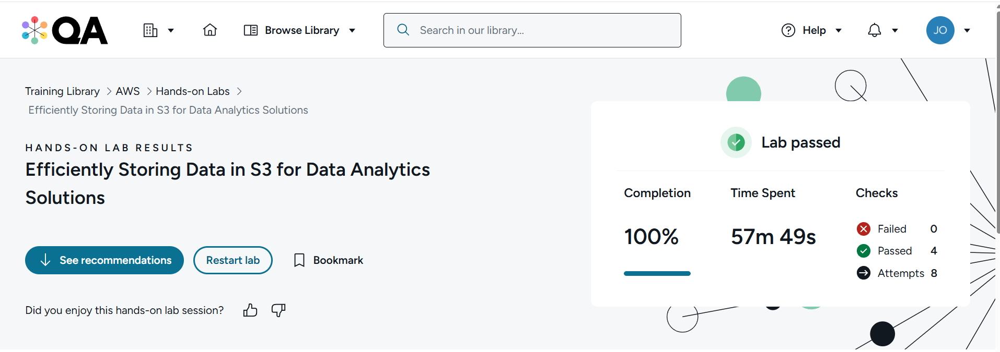 QA
Browse Library
Search in our library...
Help
JO
Training Library
AWS
Hands-on Labs
Efficiently Storing Data in S3 for Data Analytics Solutions
HANDS-ON LAB RESULTS
Efficiently Storing Data in S3 for Data Analytics
Solutions
See recommendations
Restart lab
Bookmark
Did you enjoy this hands-on lab session?
Lab passed
Completion
100%
Time Spent
57m 49s
Checks
Failed 0
Passed 4
Attempts 8